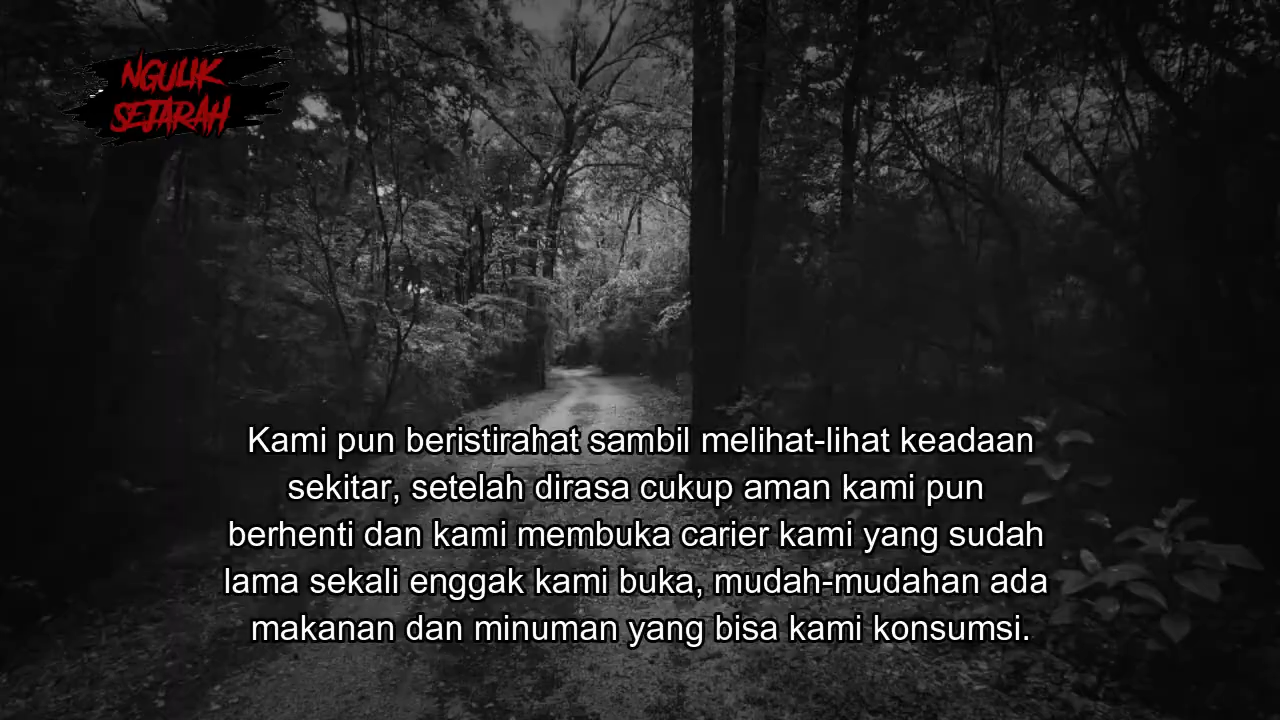 NGULIK
SEJARAH
Kami pun beristirahat sambil melihat-lihat keadaan
sekitar, setelah dirasa cukup aman kami pun
berhenti dan kami membuka carier kami yang sudah
lama sekali enggak kami buka, mudah-mudahan ada
makanan dan minuman yang bisa kami konsumsi.